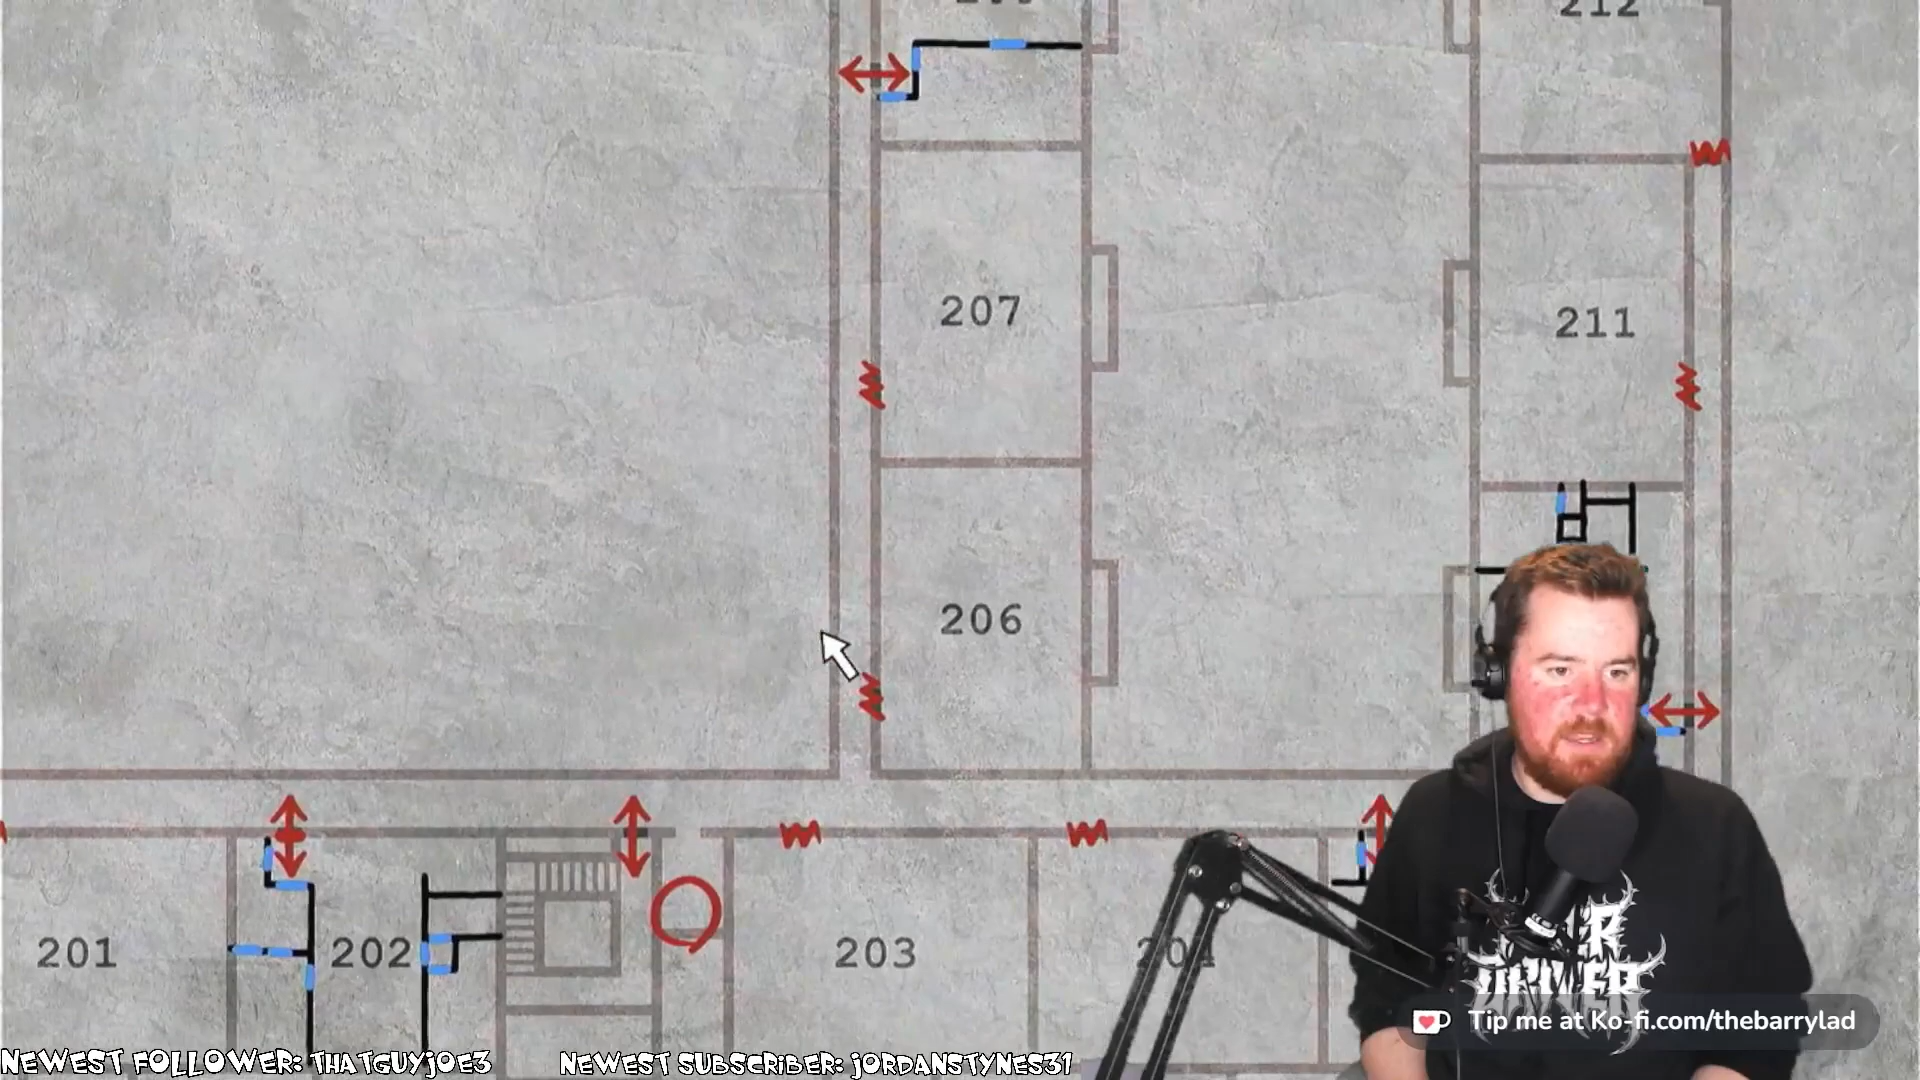 212
207
211
206
201
202
203
204
Tip me at Ko-fi.com/thebarrylad
NEWEST FOLLOWER: THATGUYJOE3
NEWEST SUBSCRIBER: JORDANSTYNES31